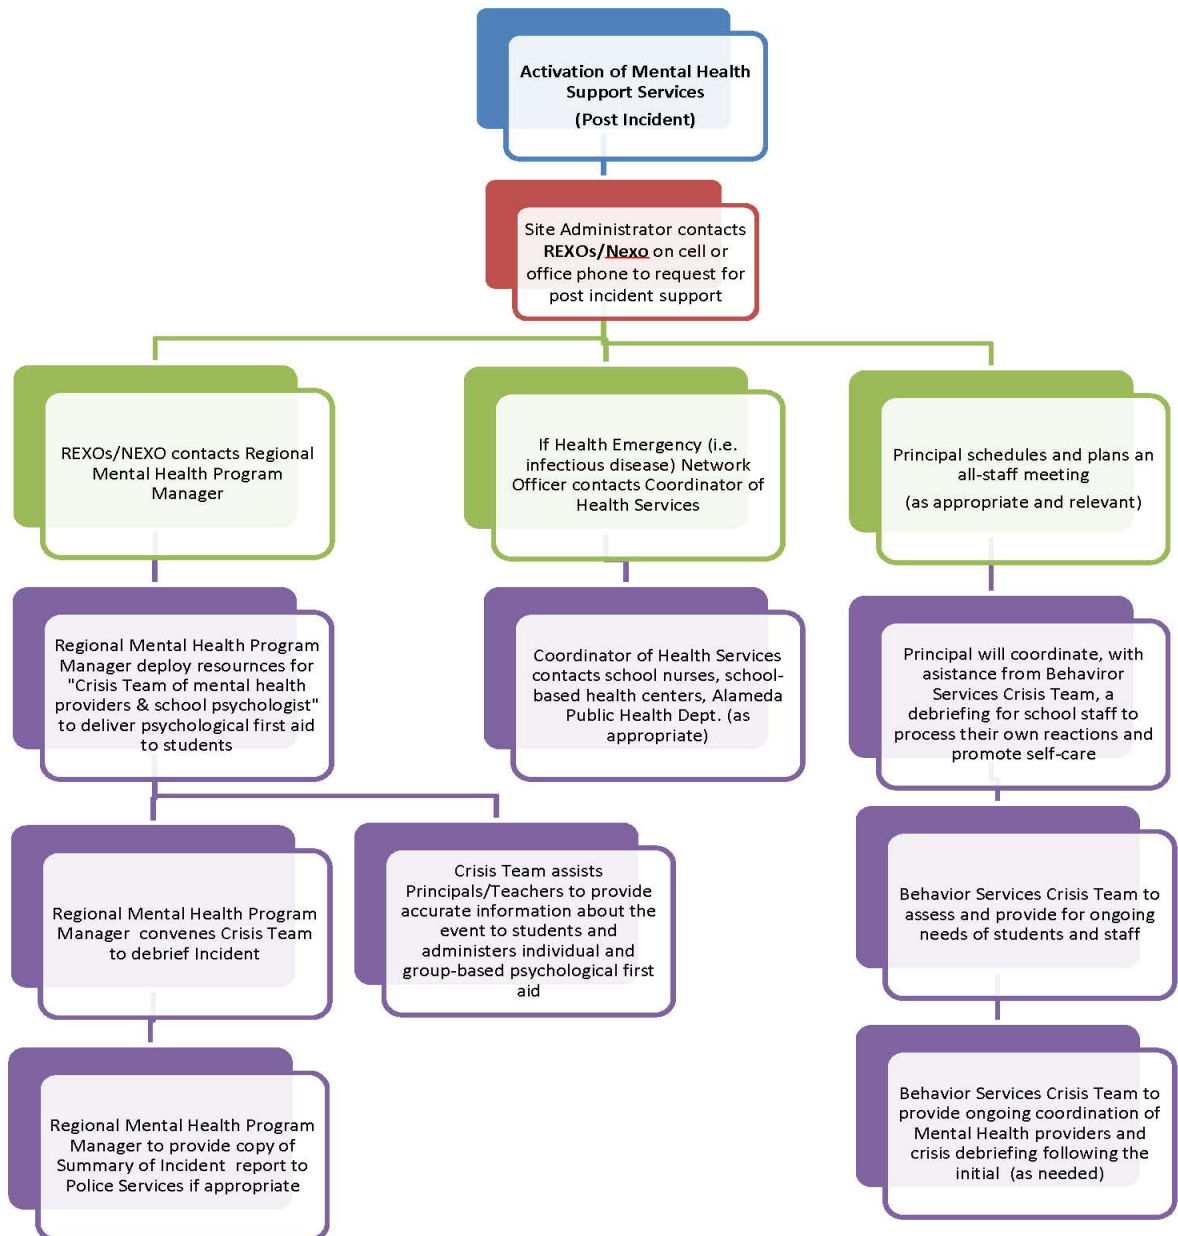 Activation of Mental Health
Support Services
(Post Incident)
Site Administrator contacts
REXOs/Nexo on cell or
office phone to request for
post incident support
REXOs/NEXO contacts Regional
Mental Health Program
Manager
If Health Emergency (i.e.
infectious disease) Network
Officer contacts Coordinator of
Health Services
Principal schedules and plans an
all-staff meeting
(as appropriate and relevant)
Regional Mental Health Program
Manager deploy resournces for
"Crisis Team of mental health
providers & school psychologist"
to deliver psychological first aid
to students
Coordinator of Health Services
contacts school nurses, school-
based health centers, Alameda
Public Health Dept. (as
appropriate)
Principal will coordinate, with
asistance from Behaviror
Services Crisis Team, a
debriefing for school staff to
process their own reactions and
promote self-care
Regional Mental Health Program
Manager convenes Crisis Team
to debrief Incident
Crisis Team assists
Principals/Teachers to provide
accurate information about the
event to students and
administers individual and
group-based psychological first
aid
Behavior Services Crisis Team to
assess and provide for ongoing
needs of students and staff
Regional Mental Health Program
Manager to provide copy of
Summary of Incident report to
Police Services if appropriate
Behavior Services Crisis Team to
provide ongoing coordination of
Mental Health providers and
crisis debriefing following the
initial (as needed)